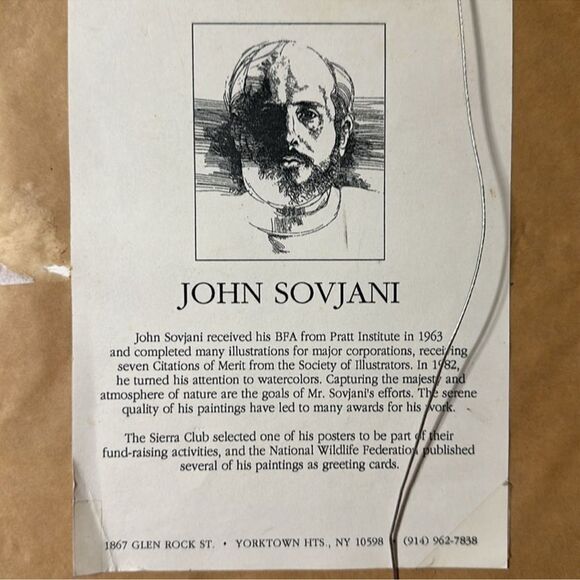 JOHN SOVJANI
John Sovjani received his BFA from Pratt Institute in 1963
and completed many illustrations for major corporations, receiving
seven Citations of Merit from the Society of Illustrators. In 1982,
he turned his attention to watercolors. Capturing the majesty and
atmosphere of nature are the goals of Mr. Sovjani's efforts. The serene
quality of his paintings have led to many awards for his work.
The Sierra Club selected one of his posters to be part of their
fund-raising activities, and the National Wildlife Federation published
several of his paintings as greeting cards.
1867 GLEN ROCK ST. • YORKTOWN HTS., NY 10598 • (914) 962-7838